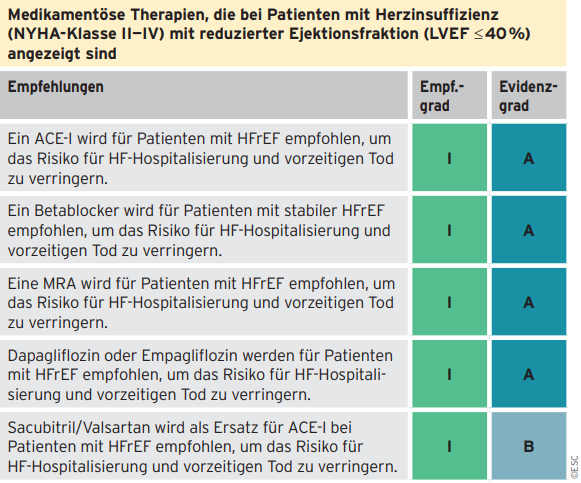 Medikamentöse Therapien, die bei Patienten mit Herzinsuffizienz
(NYHA-Klasse II–IV) mit reduzierter Ejektionsfraktion (LVEF ≤40%)
angezeigt sind
Empfehlungen
Empf.-
grad
Evidenz-
grad
Ein ACE-I wird für Patienten mit HFrEF empfohlen, um
das Risiko für HF-Hospitalisierung und vorzeitigen Tod
zu verringern.
I
A
Ein Betablocker wird für Patienten mit stabiler HFrEF
empfohlen, um das Risiko für HF-Hospitalisierung und
vorzeitigen Tod zu verringern.
I
A
Eine MRA wird für Patienten mit HFrEF empfohlen, um
das Risiko für HF-Hospitalisierung und vorzeitigen Tod
zu verringern.
I
A
Dapagliflozin oder Empagliflozin werden für Patienten
mit HFrEF empfohlen, um das Risiko für HF-Hospitali-
sierung und vorzeitigen Tod zu verringern.
I
A
Sacubitril/Valsartan wird als Ersatz für ACE-I bei
Patienten mit HFrEF empfohlen, um das Risiko für
HF-Hospitalisierung und vorzeitigen Tod zu verringern.
I
B
©ESC